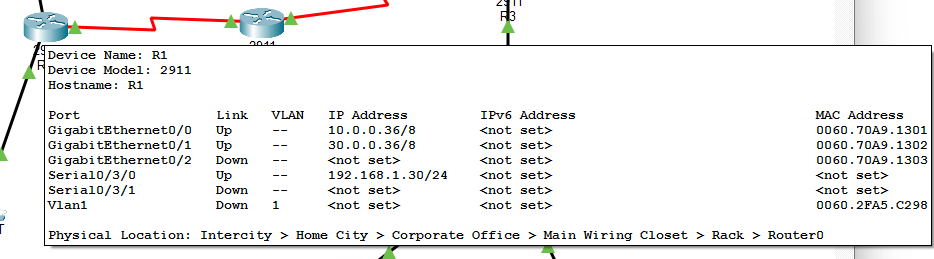 2911
R3
2911
Device Name: R1
Device Model: 2911
Hostname: R1
Port Link VLAN IP Address IPv6 Address MAC Address
GigabitEthernet0/0 Up -- 10.0.0.36/8 <not set> 0060.70A9.1301
GigabitEthernet0/1 Up -- 30.0.0.36/8 <not set> 0060.70A9.1302
GigabitEthernet0/2 Down -- <not set> <not set> 0060.70A9.1303
Serial0/3/0 Up -- 192.168.1.30/24 <not set> <not set>
Serial0/3/1 Down -- <not set> <not set> <not set>
Vlan1 Down 1 <not set> <not set> 0060.2FA5.C298
Physical Location: Intercity > Home City > Corporate Office > Main Wiring Closet > Rack > Router0